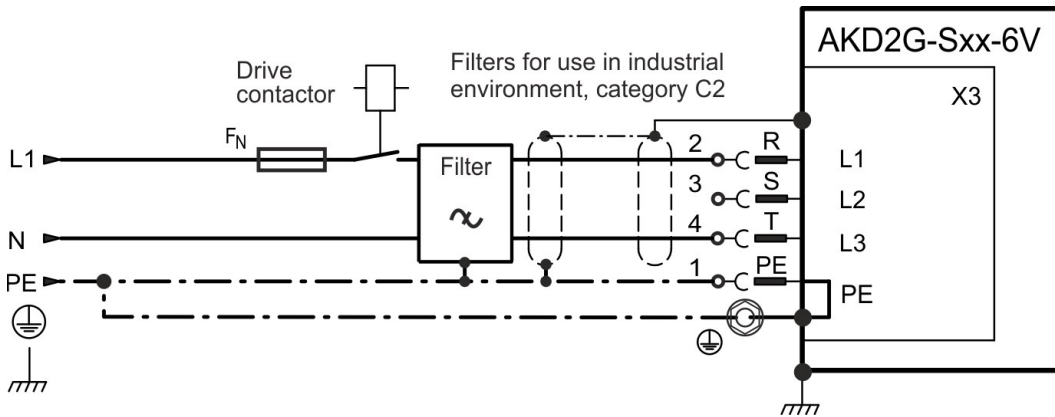 AKD2G-Sxx-6V
X3
Drive
contactor
Filters for use in industrial
environment, category C2
FN
L1
Filter
2
R
L1
3
S
L2
N
4
T
L3
PE
1
PE
PE